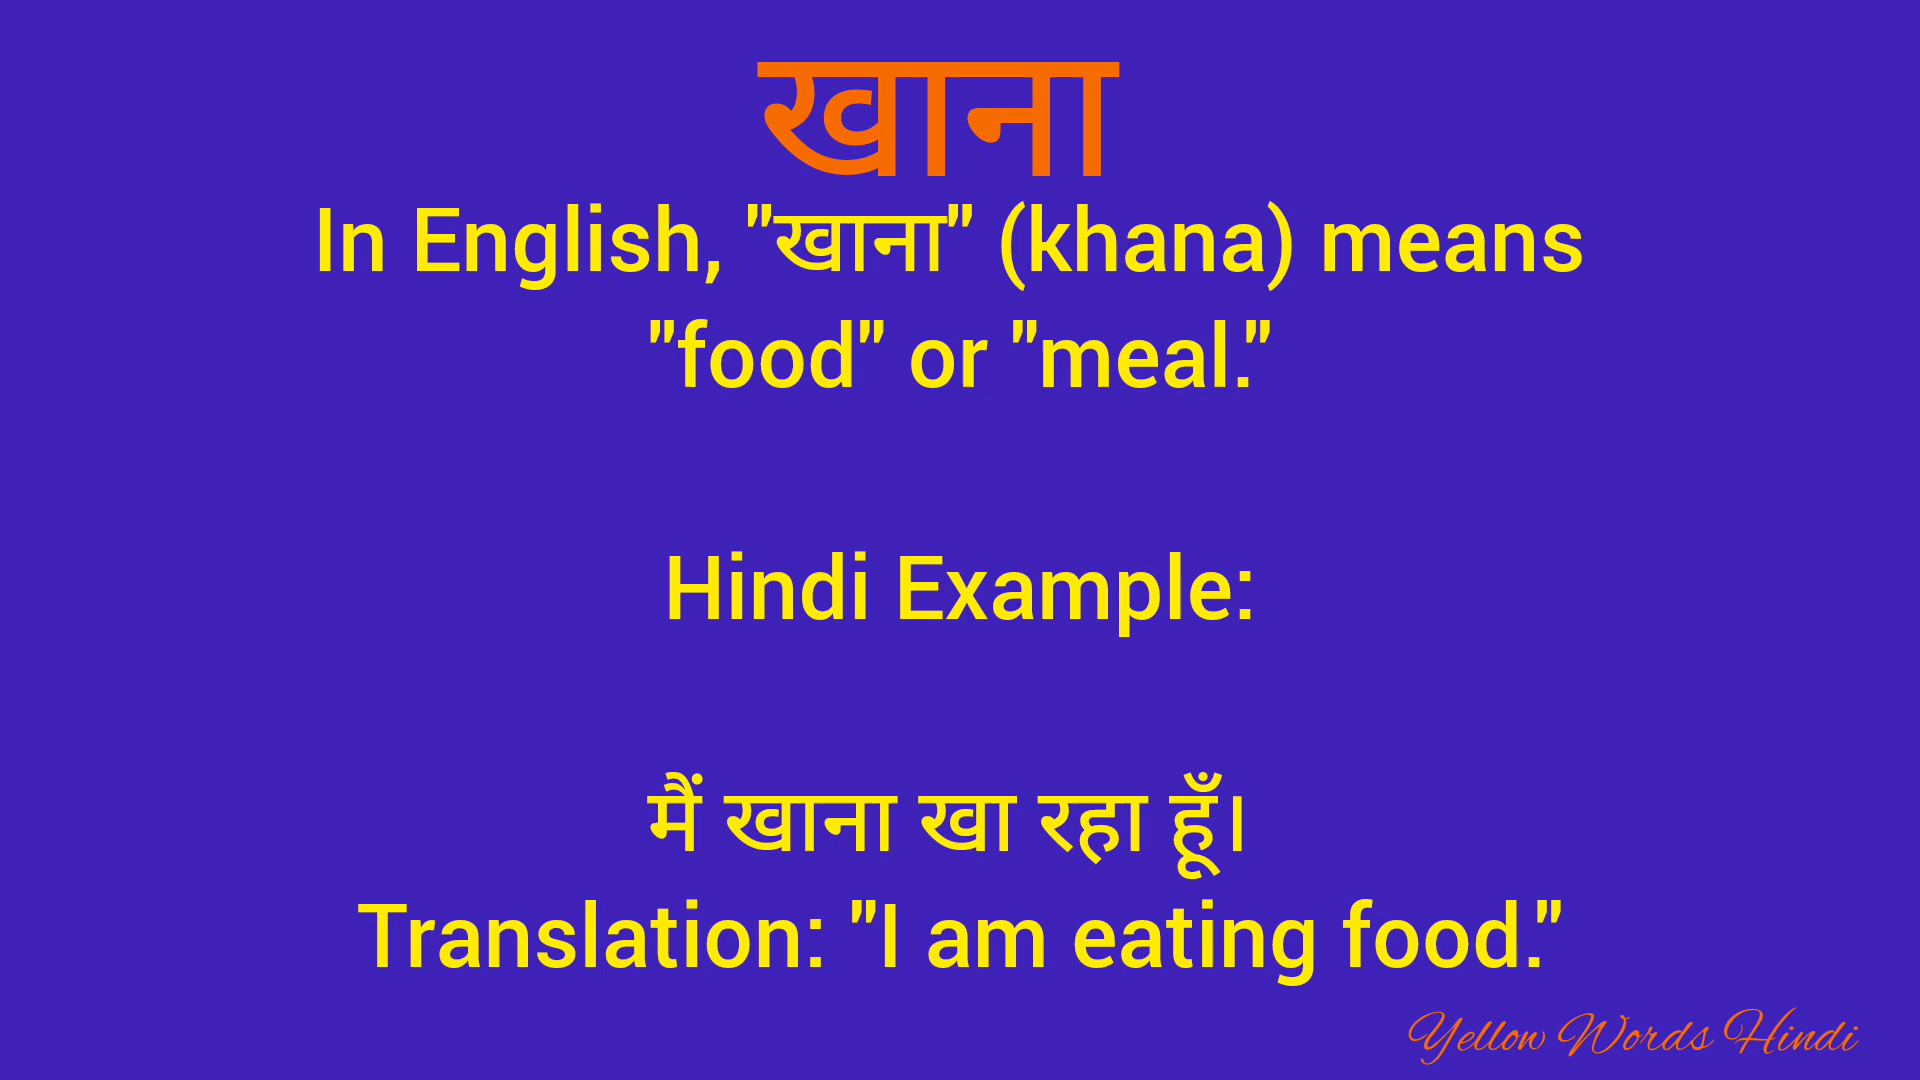 खाना
In English, "खाना" (khana) means
"food" or "meal."
Hindi Example:
मैं खाना खा रहा हूँ।
Translation: "I am eating food."
Yellow Words Hindi